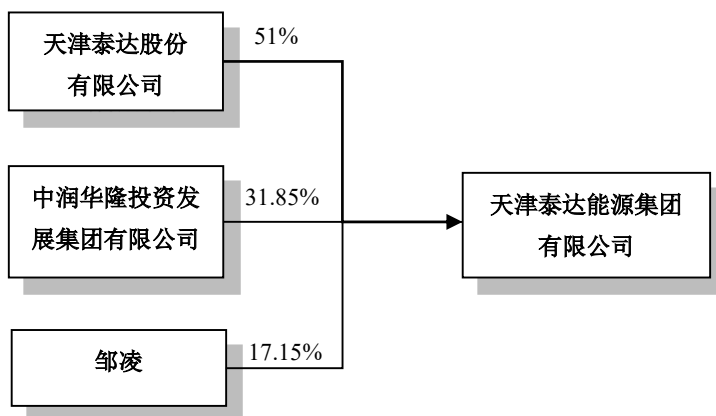 天津泰达股份
有限公司
51%
中润华隆投资发
展集团有限公司
31.85%
邹凌
17.15%
天津泰达能源集团
有限公司